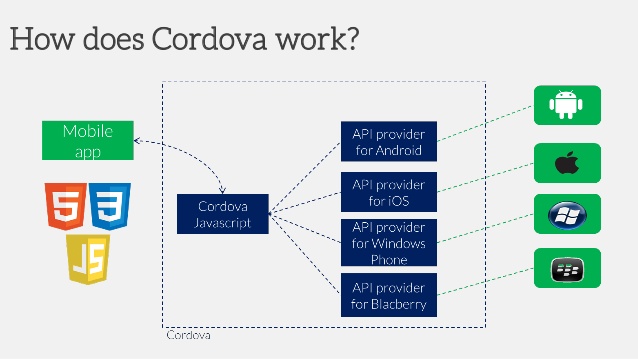 How does Cordova work?
Mobile
app
5
3
JS
Cordova
Javascript
API provider
for Android
API provider
for iOS
API provider
for Windows
Phone
API provider
for Blacberry
Cordova